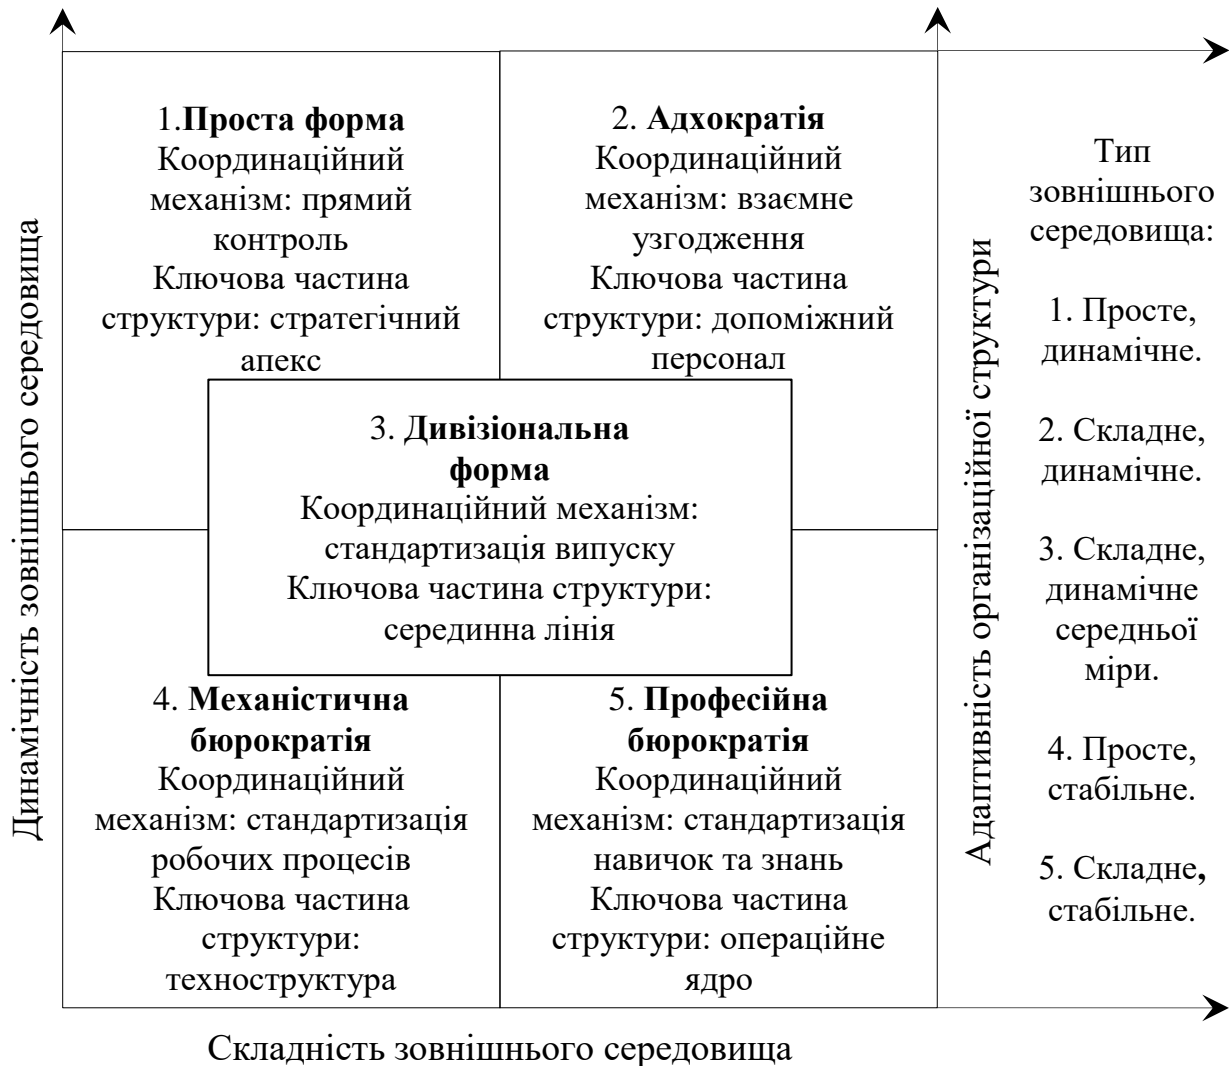 Динамічність зовнішнього середовища
1.Проста форма
Координаційний
механізм: прямий
контроль
Ключова частина
структури: стратегічний
апекс
2. Адхократія
Координаційний
механізм: взаємне
узгодження
Ключова частина
структури: допоміжний
персонал
3. Дивізіональна
форма
Координаційний механізм:
стандартизація випуску
Ключова частина структури:
серединна лінія
4. Механістична
бюрократія
Координаційний
механізм: стандартизація
робочих процесів
Ключова частина
структури:
техноструктура
5. Професійна
бюрократія
Координаційний
механізм: стандартизація
навичок та знань
Ключова частина
структури: операційне
ядро
Адаптивність організаційної структури
Тип
зовнішнього
середовища:
1. Просте,
динамічне.
2. Складне,
динамічне.
3. Складне,
динамічне
середньої
міри.
4. Просте,
стабільне.
5. Складне,
стабільне.
Складність зовнішнього середовища